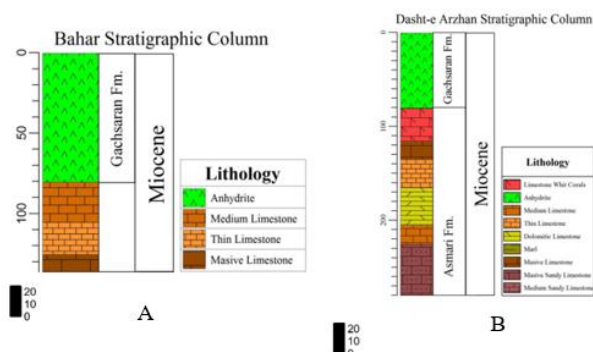 Bahar Stratigraphic Column
0
100
Gachsaran Fm.
Miocene
Lithology
Anhydrite
Medium Limestone
Thin Limestone
Masive Limestone
20
10
0
A
Dasht-e Arzhan Stratigraphic Column
0
100
200
Gachsaran Fm.
Asmari Fm.
Miocene
Lithology
Limestone Whit Corals
Anhydrite
Medium Limestone
Thin Limestone
Dolomitic Limestone
Marl
Masive Limestone
Masive Sandy Limestone
Medium Sandy Limestone
20
10
0
B